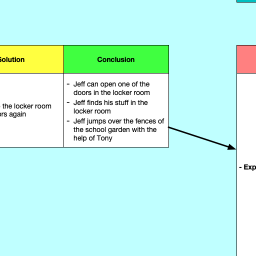 Solution
Conclusion
the locker room
again
- Jeff can open one of the
doors in the locker room
- Jeff finds his stuff in the
locker room
- Jeff jumps over the fences of
the school garden with the
help of Tony
- Exp